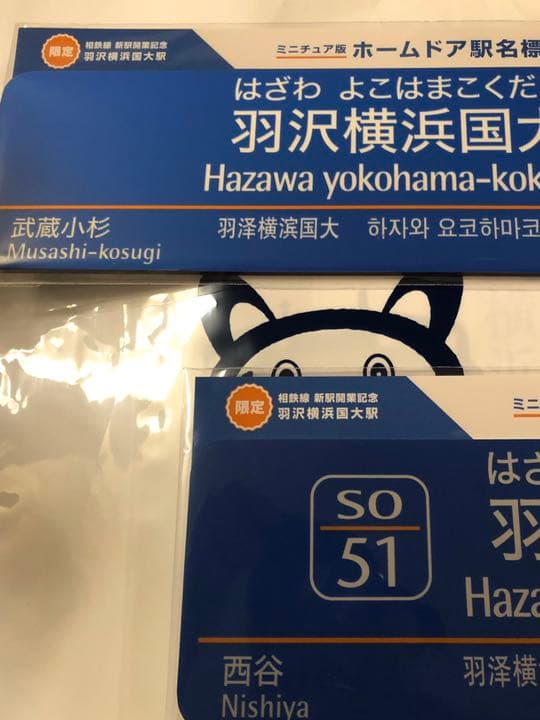 限定
相鉄線 新駅開業記念
羽沢横浜国大駅
ミニチュア版 ホームドア駅名標
はざわ よこはまこくだ
羽沢横浜国
Hazawa yokohama-kok
武蔵小杉
Musashi-kosugi
羽泽横滨国大
하자와 요코하마코
限定
相鉄線 新駅開業記念
羽沢横浜国大駅
ミニ
SO
51
はざ
羽
Haza
西谷
Nishiya
羽泽横